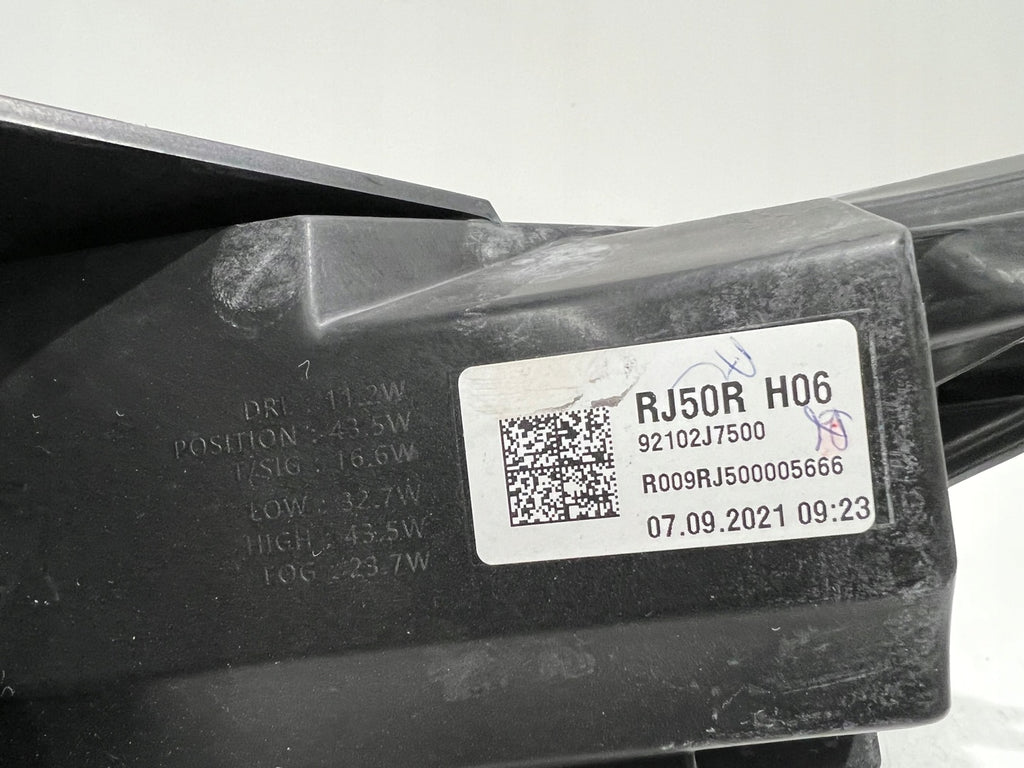 DRL : 11.2W
POSITION : 43.5W
T/SIG : 16.6W
LOW : 32.7W
HIGH : 43.5W
FOG : 23.7W
RJ50R H06
92102J7500
R009RJ500005666
07.09.2021 09:23